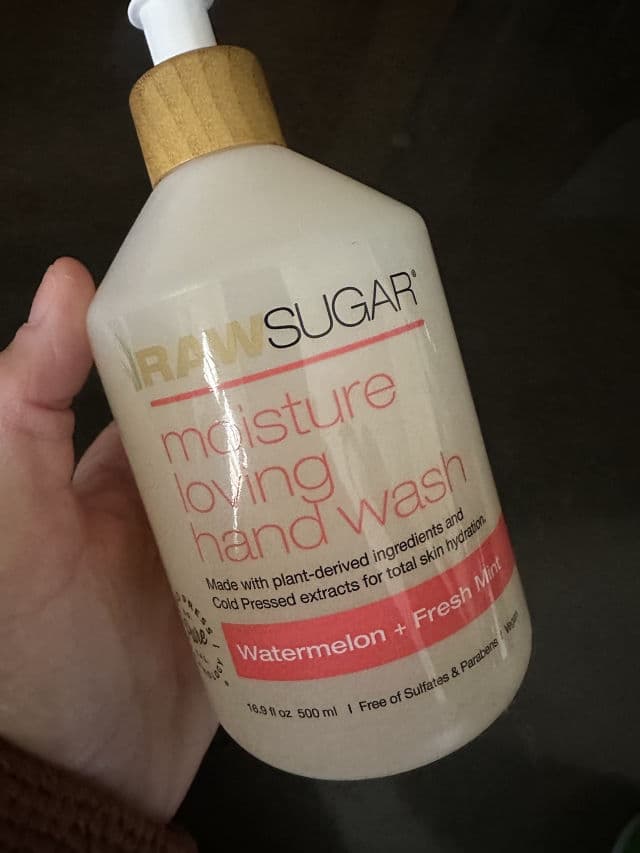 RAWSUGAR®
moisture
loving
hand wash
Made with plant-derived ingredients and
Cold Pressed extracts for total skin hydration.
Watermelon + Fresh Mint
16.9 fl oz 500 ml | Free of Sulfates & Parabens | Vegan